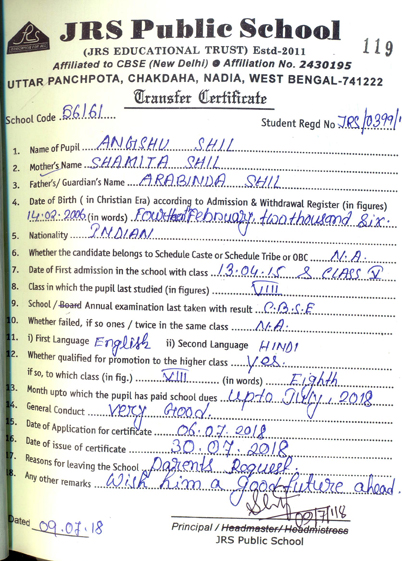 JRS Public School
(JRS EDUCATIONAL TRUST) Estd-2011
119
Affiliated to CBSE (New Delhi) Affiliation No. 2430195
UTTAR PANCHPOTA, CHAKDAHA, NADIA, WEST BENGAL-741222
Transfer Certificate
School Code 56161 Student Regd No JRS/0399/
1. Name of Pupil ANGSHU SHIL
2. Mother's Name SHAMITA SHIL
3. Father's/ Guardian's Name ARABINDA SHIL
4. Date of Birth ( in Christian Era) according to Admission & Withdrawal Register (in figures)
14.02.2006 (in words) Fourth February two thousand six.
5. Nationality INDIAN
6. Whether the candidate belongs to Schedule Caste or Schedule Tribe or OBC N.A.
7. Date of First admission in the school with class 13.04.15 & CLASS V
8. Class in which the pupil last studied (in figures) VIII
9. School / Board Annual examination last taken with result C.B.S.E
10. Whether failed, if so ones / twice in the same class N.A.
11. i) First Language English ii) Second Language HINDI
12. Whether qualified for promotion to the higher class yes.
if so, to which class (in fig.) VIII (in words) Eighth
13. Month upto which the pupil has paid school dues upto July, 2018
14. General Conduct Very Good.
15. Date of Application for certificate 06.07.2018
16. Date of issue of certificate 30.07.2018
17. Reasons for leaving the School Parents Request.
18. Any other remarks Wish him a good future ahead.
09/7/118
Dated 09.07.18
Principal / Headmaster/ Headmistress
JRS Public School